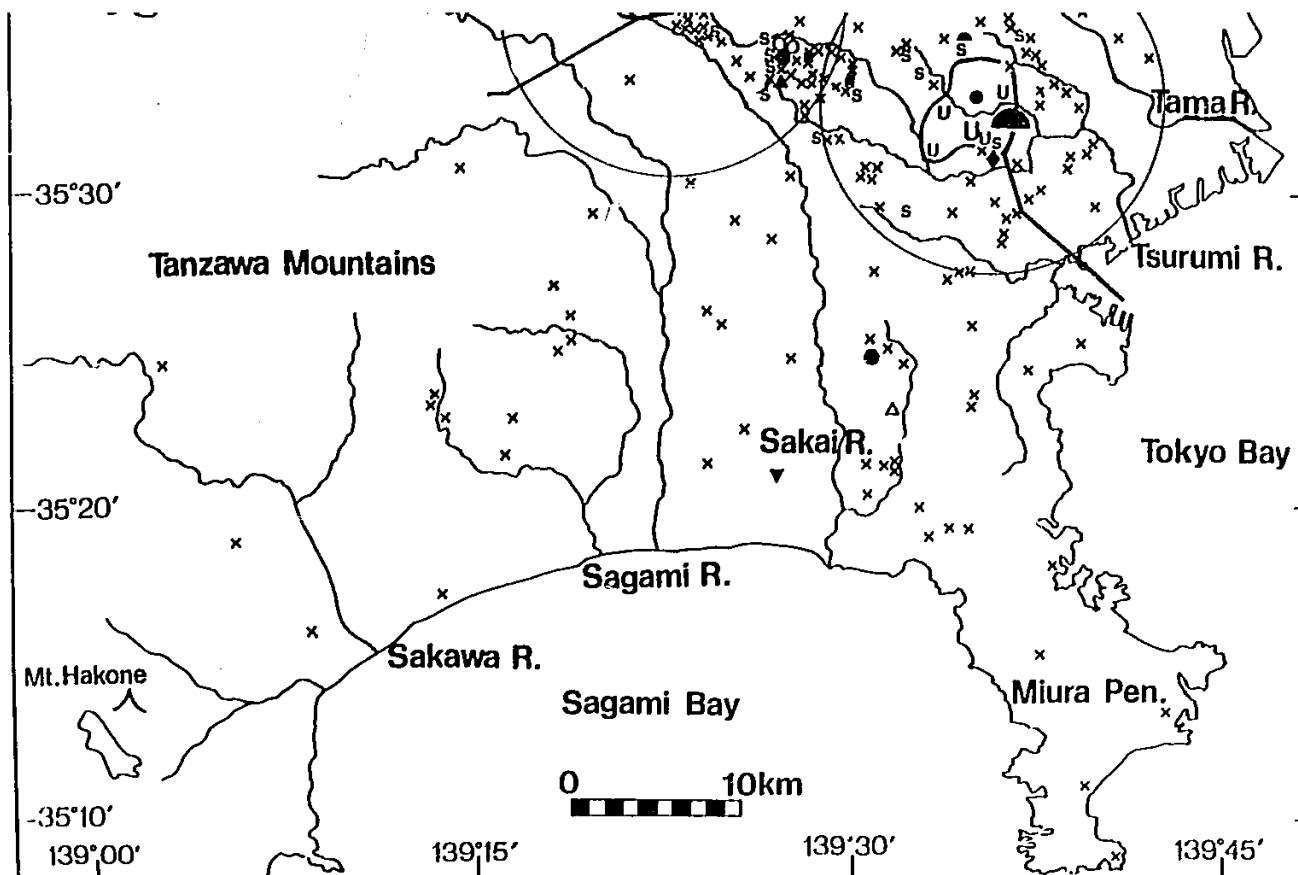 Tama R.
-35°30′
Tanzawa Mountains
Tsurumi R.
Sakai R.
Tokyo Bay
-35°20′
Sagami R.
Sakawa R.
Mt.Hakone
Miura Pen.
Sagami Bay
0 10km
-35°10′
139°00′ 139°15′ 139°30′ 139°45′